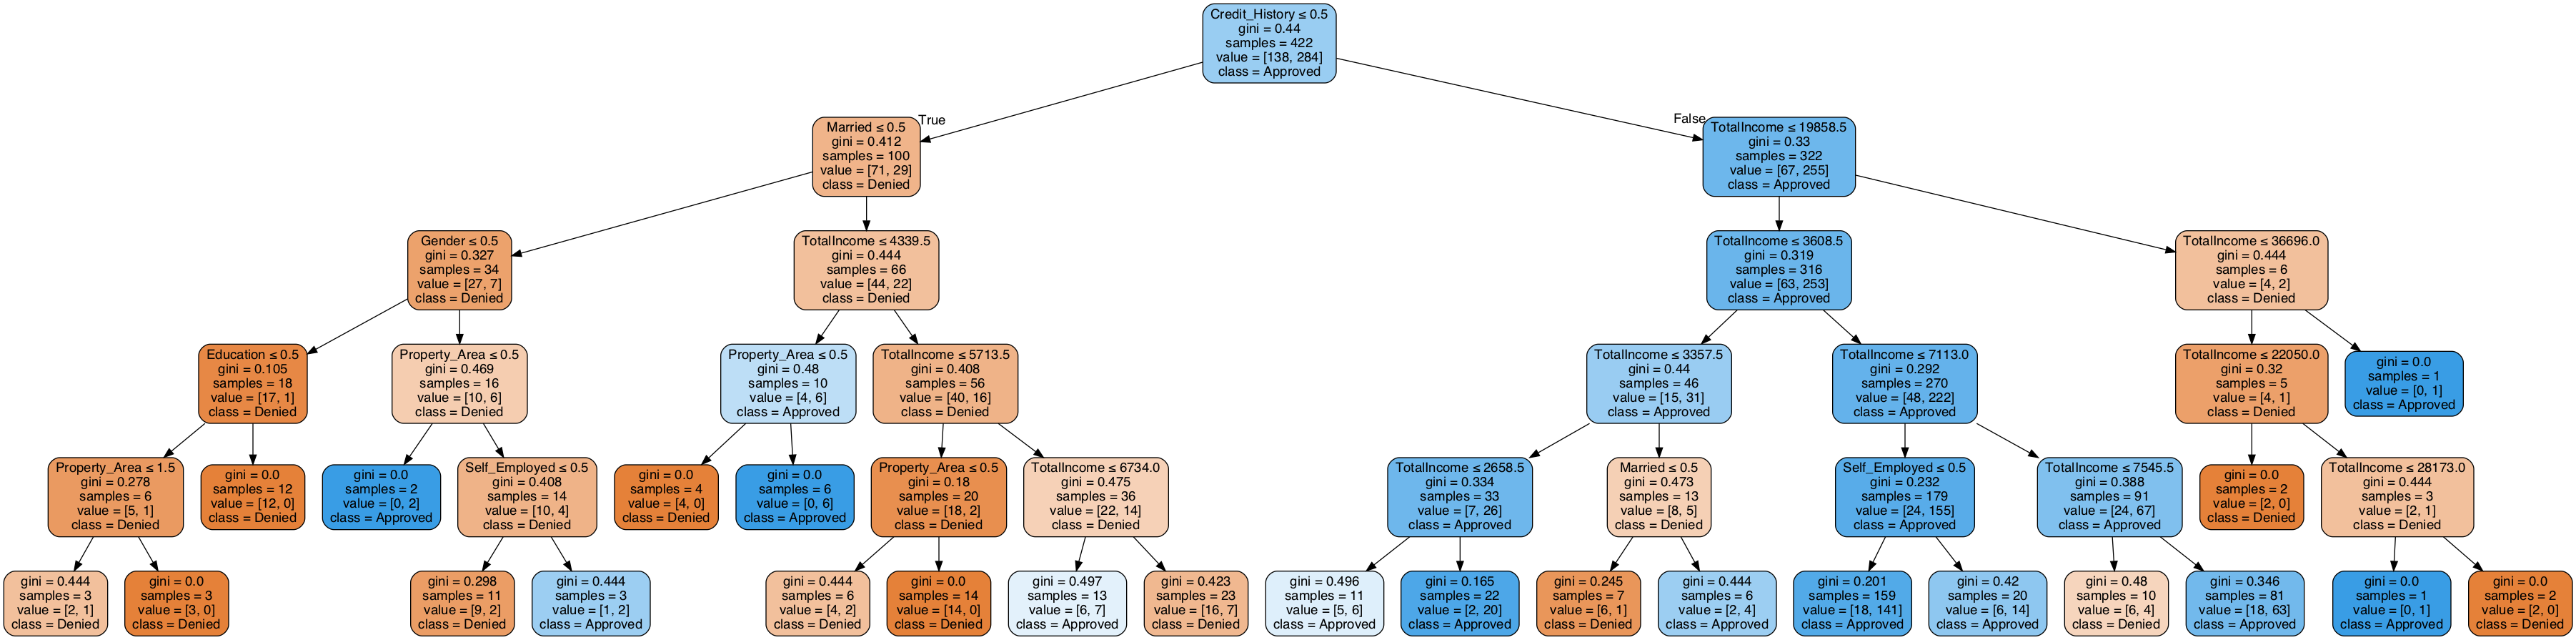 Credit_History ≤ 0.5
gini = 0.44
samples = 422
value = [138, 284]
class = Approved
True
False
Married ≤ 0.5
gini = 0.412
samples = 100
value = [71, 29]
class = Denied
TotalIncome ≤ 19858.5
gini = 0.33
samples = 322
value = [67, 255]
class = Approved
Gender ≤ 0.5
gini = 0.327
samples = 34
value = [27, 7]
class = Denied
TotalIncome ≤ 4339.5
gini = 0.444
samples = 66
value = [44, 22]
class = Denied
TotalIncome ≤ 3608.5
gini = 0.319
samples = 316
value = [63, 253]
class = Approved
TotalIncome ≤ 36696.0
gini = 0.444
samples = 6
value = [4, 2]
class = Denied
Education ≤ 0.5
gini = 0.105
samples = 18
value = [17, 1]
class = Denied
Property_Area ≤ 0.5
gini = 0.469
samples = 16
value = [10, 6]
class = Denied
Property_Area ≤ 0.5
gini = 0.48
samples = 10
value = [4, 6]
class = Approved
TotalIncome ≤ 5713.5
gini = 0.408
samples = 56
value = [40, 16]
class = Denied
TotalIncome ≤ 3357.5
gini = 0.44
samples = 46
value = [15, 31]
class = Approved
TotalIncome ≤ 7113.0
gini = 0.292
samples = 270
value = [48, 222]
class = Approved
TotalIncome ≤ 22050.0
gini = 0.32
samples = 5
value = [4, 1]
class = Denied
gini = 0.0
samples = 1
value = [0, 1]
class = Approved
Property_Area ≤ 1.5
gini = 0.278
samples = 6
value = [5, 1]
class = Denied
gini = 0.0
samples = 12
value = [12, 0]
class = Denied
gini = 0.0
samples = 2
value = [0, 2]
class = Approved
Self_Employed ≤ 0.5
gini = 0.408
samples = 14
value = [10, 4]
class = Denied
gini = 0.0
samples = 4
value = [4, 0]
class = Denied
gini = 0.0
samples = 6
value = [0, 6]
class = Approved
Property_Area ≤ 0.5
gini = 0.18
samples = 20
value = [18, 2]
class = Denied
TotalIncome ≤ 6734.0
gini = 0.475
samples = 36
value = [22, 14]
class = Denied
TotalIncome ≤ 2658.5
gini = 0.334
samples = 33
value = [7, 26]
class = Approved
Married ≤ 0.5
gini = 0.473
samples = 13
value = [8, 5]
class = Denied
Self_Employed ≤ 0.5
gini = 0.232
samples = 179
value = [24, 155]
class = Approved
TotalIncome ≤ 7545.5
gini = 0.388
samples = 91
value = [24, 67]
class = Approved
gini = 0.0
samples = 2
value = [2, 0]
class = Denied
TotalIncome ≤ 28173.0
gini = 0.444
samples = 3
value = [2, 1]
class = Denied
gini = 0.444
samples = 3
value = [2, 1]
class = Denied
gini = 0.0
samples = 3
value = [3, 0]
class = Denied
gini = 0.298
samples = 11
value = [9, 2]
class = Denied
gini = 0.444
samples = 3
value = [1, 2]
class = Approved
gini = 0.444
samples = 6
value = [4, 2]
class = Denied
gini = 0.0
samples = 14
value = [14, 0]
class = Denied
gini = 0.497
samples = 13
value = [6, 7]
class = Approved
gini = 0.423
samples = 23
value = [16, 7]
class = Denied
gini = 0.496
samples = 11
value = [5, 6]
class = Approved
gini = 0.165
samples = 22
value = [2, 20]
class = Approved
gini = 0.245
samples = 7
value = [6, 1]
class = Denied
gini = 0.444
samples = 6
value = [2, 4]
class = Approved
gini = 0.201
samples = 159
value = [18, 141]
class = Approved
gini = 0.42
samples = 20
value = [6, 14]
class = Approved
gini = 0.48
samples = 10
value = [6, 4]
class = Denied
gini = 0.346
samples = 81
value = [18, 63]
class = Approved
gini = 0.0
samples = 1
value = [0, 1]
class = Approved
gini = 0.0
samples = 2
value = [2, 0]
class = Denied